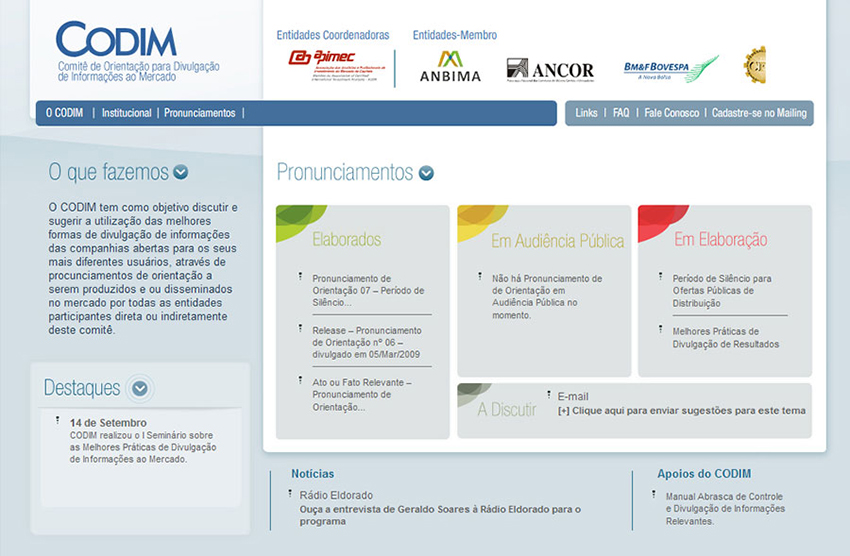 CODIM
Comitê de Orientação para Divulgação
de Informações ao Mercado
Entidades Coordenadoras
Entidades-Membro
apimec
ANBIMA
ANCOR
BM&FBOVESPA
A Nova Bolsa
O CODIM | Institucional | Pronunciamentos |
Links | FAQ | Fale Conosco | Cadastre-se no Mailing
O que fazemos
O CODIM tem como objetivo discutir e
sugerir a utilização das melhores
formas de divulgação de informações
das companhias abertas para os seus
mais diferentes usuários, através de
procunciamentos de orientação a
serem produzidos e ou disseminados
no mercado por todas as entidades
participantes direta ou indiretamente
deste comitê.
Destaques
14 de Setembro
CODIM realizou o I Seminário sobre
as Melhores Práticas de Divulgação
de Informações ao Mercado.
Pronunciamentos
Elaborados
Pronunciamento de
Orientação 07 – Período de
Silêncio...
Release – Pronunciamento
de Orientação nº 06 –
divulgado em 05/Mar/2009
Ato ou Fato Relevante –
Pronunciamento de
Orientação...
Em Audiência Pública
Não há Pronunciamento de
de Orientação em
Audiência Pública no
momento.
Em Elaboração
Período de Silêncio para
Ofertas Públicas de
Distribuição
Melhores Práticas de
Divulgação de Resultados
A Discutir
E-mail
[+] Clique aqui para enviar sugestões para este tema
Notícias
Rádio Eldorado
Ouça a entrevista de Geraldo Soares à Rádio Eldorado para o
programa
Apoios do CODIM
Manual Abrasca de Controle
e Divulgação de Informações
Relevantes.